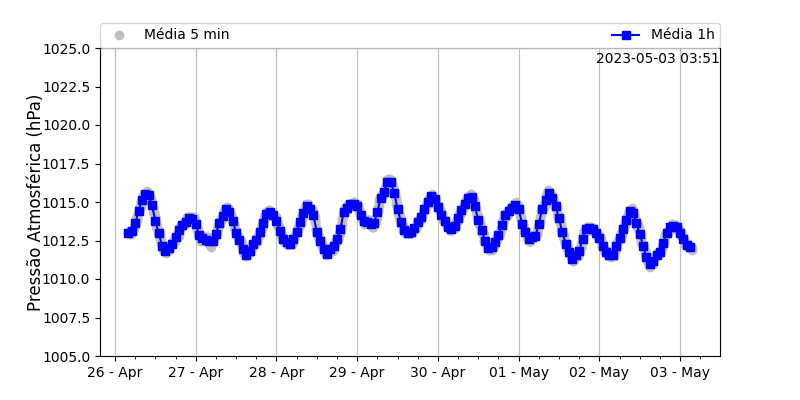 Média 5 min
Média 1h
2023-05-03 03:51
Pressão Atmosférica (hPa)
1025.0
1022.5
1020.0
1017.5
1015.0
1012.5
1010.0
1007.5
1005.0
26 - Apr
27 - Apr
28 - Apr
29 - Apr
30 - Apr
01 - May
02 - May
03 - May